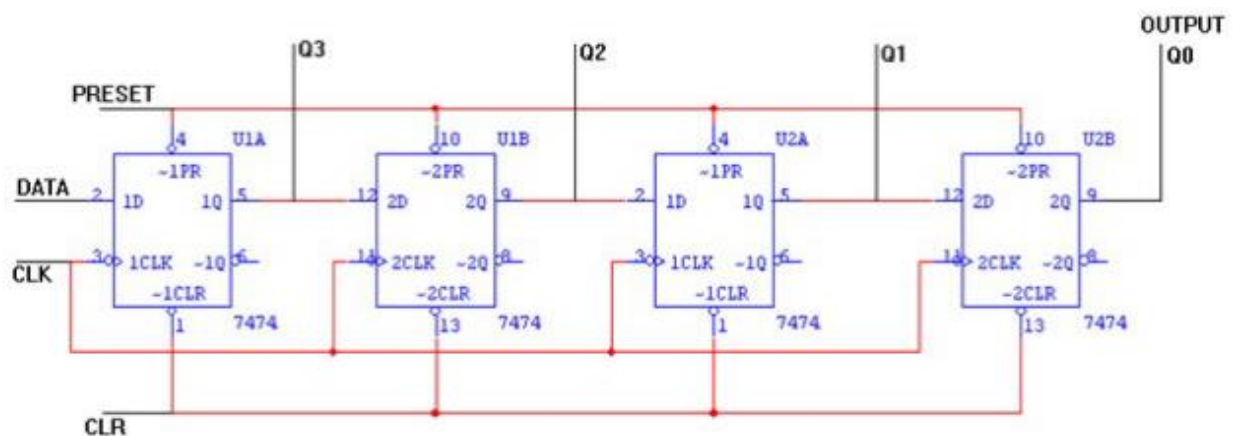 OUTPUT
Q3 Q2 Q1 Q0
PRESET
4 U1A 10 U1B 4 U2A 10 U2B
~1PR ~2PR ~1PR ~2PR
DATA 2 1D 1Q 5 12 2D 2Q 9 2 1D 1Q 5 12 2D 2Q 9
CLK 3 1CLK ~1Q 6 11 2CLK ~2Q 8 3 1CLK ~1Q 6 11 2CLK ~2Q 8
~1CLR ~2CLR ~1CLR ~2CLR
1 7474 13 7474 1 7474 13 7474
CLR